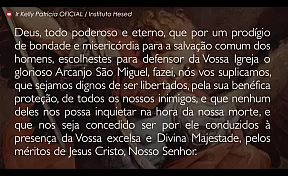 Ir Kelly Patrícia OFICIAL / Instituto Hesed
Deus, todo poderoso e eterno, que por um prodígio
de bondade e misericórdia para a salvação comum dos
homens, escolhestes para defensor da Vossa Igreja o
glorioso Arcanjo São Miguel, fazei, nós vos suplicamos,
que sejamos dignos de ser libertados, pela sua benéfica
proteção, de todos os nossos inimigos, e que nenhum
deles nos possa inquietar na hora da nossa morte, e
que nos seja concedido ser por ele conduzidos à
presença da Vossa excelsa e Divina Majestade, pelos
méritos de Jesus Cristo, Nosso Senhor.